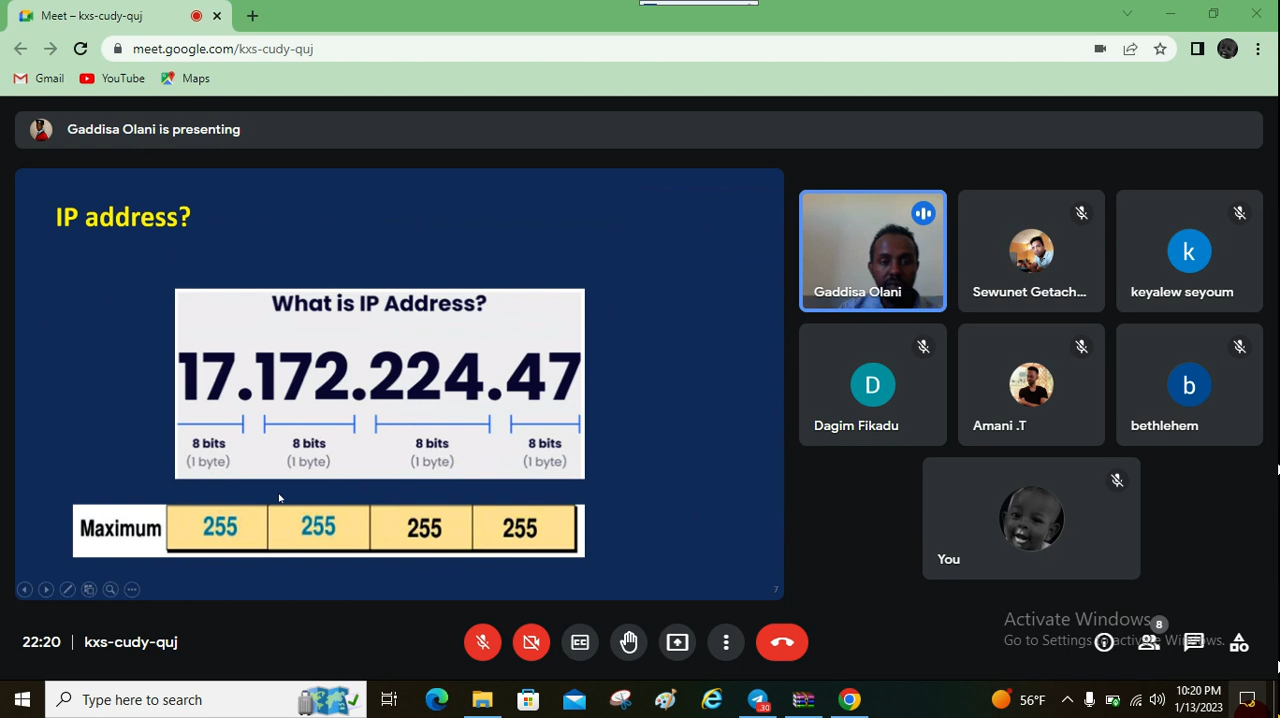 Meet – kxs-cudy-quj
meet.google.com/kxs-cudy-quj
Gmail YouTube Maps
Gaddisa Olani is presenting
IP address?
What is IP Address?
17.172.224.47
8 bits 8 bits 8 bits 8 bits
(1 byte) (1 byte) (1 byte) (1 byte)
Maximum 255 255 255 255
7
Gaddisa Olani
Sewunet Getach...
k
keyalew seyoum
D
Dagim Fikadu
Amani .T
b
bethlehem
You
22:20 | kxs-cudy-quj
CC
8
Activate Windows
Go to Settings to activate Windows.
Type here to search
30
56°F
10:20 PM
1/13/2023